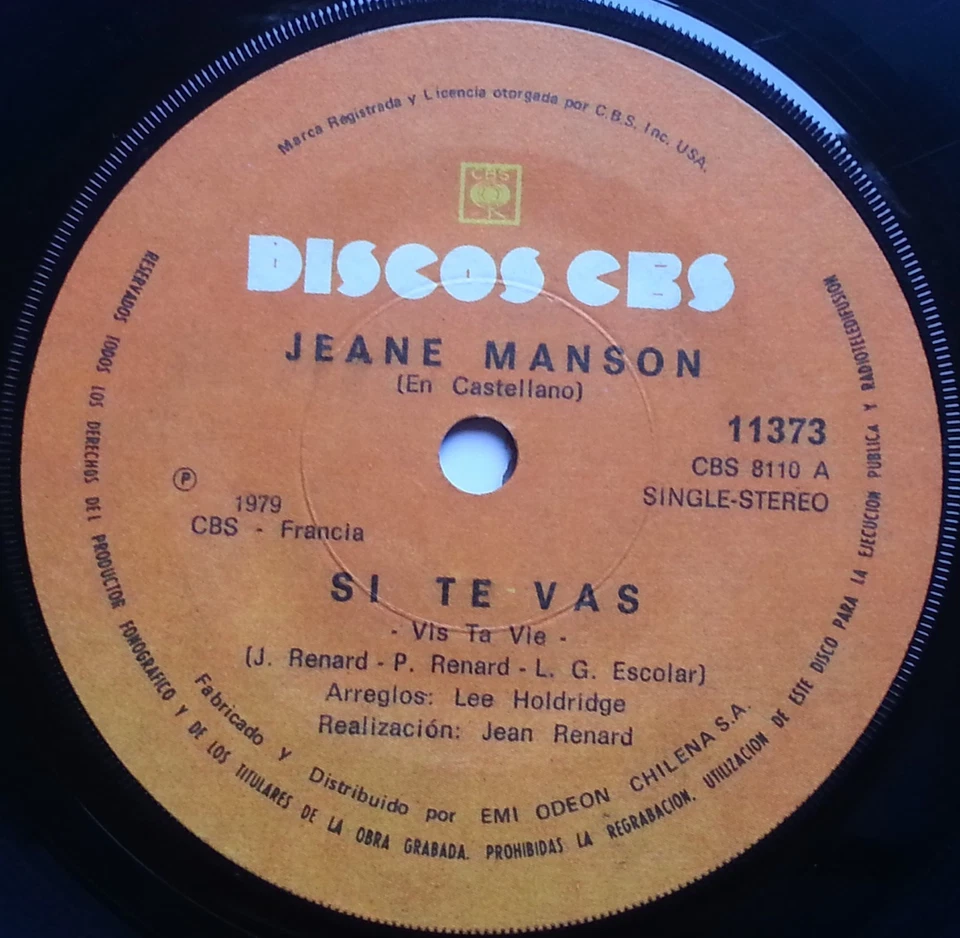 Marca Registrada y Licencia otorgada por C.B.S. Inc. USA.
CBS
DISCOS CBS
JEANE MANSON
(En Castellano)
11373
CBS 8110 A
SINGLE-STEREO
P
1979
CBS - Francia
SI TE VAS
- Vis Ta Vie -
(J. Renard - P. Renard - L. G. Escolar)
Arreglos: Lee Holdridge
Realización: Jean Renard
Fabricado y Distribuido por EMI ODEON CHILENA S.A.
RESERVADOS TODOS LOS DERECHOS DEL PRODUCTOR FONOGRAFICO Y DE LOS TITULARES DE LA OBRA GRABADA. PROHIBIDAS LA REGRABACION, UTILIZACION DE ESTE DISCO PARA LA EJECUCION PUBLICA Y RADIOTELEDIFUSION